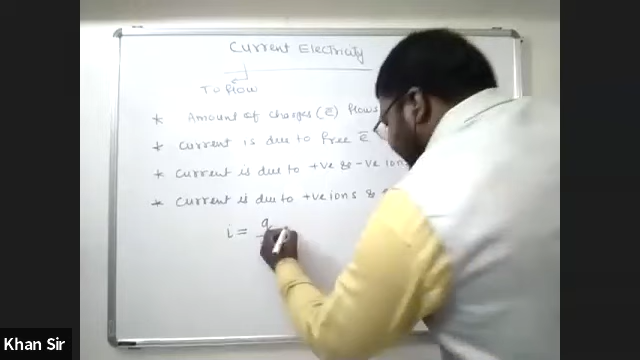 Current Electricity
To flow
* Amount of charges (e̅) flows
* Current is due to free e̅
* Current is due to +ve & -ve ions
* Current is due to +ve ions &
i = q
Khan Sir